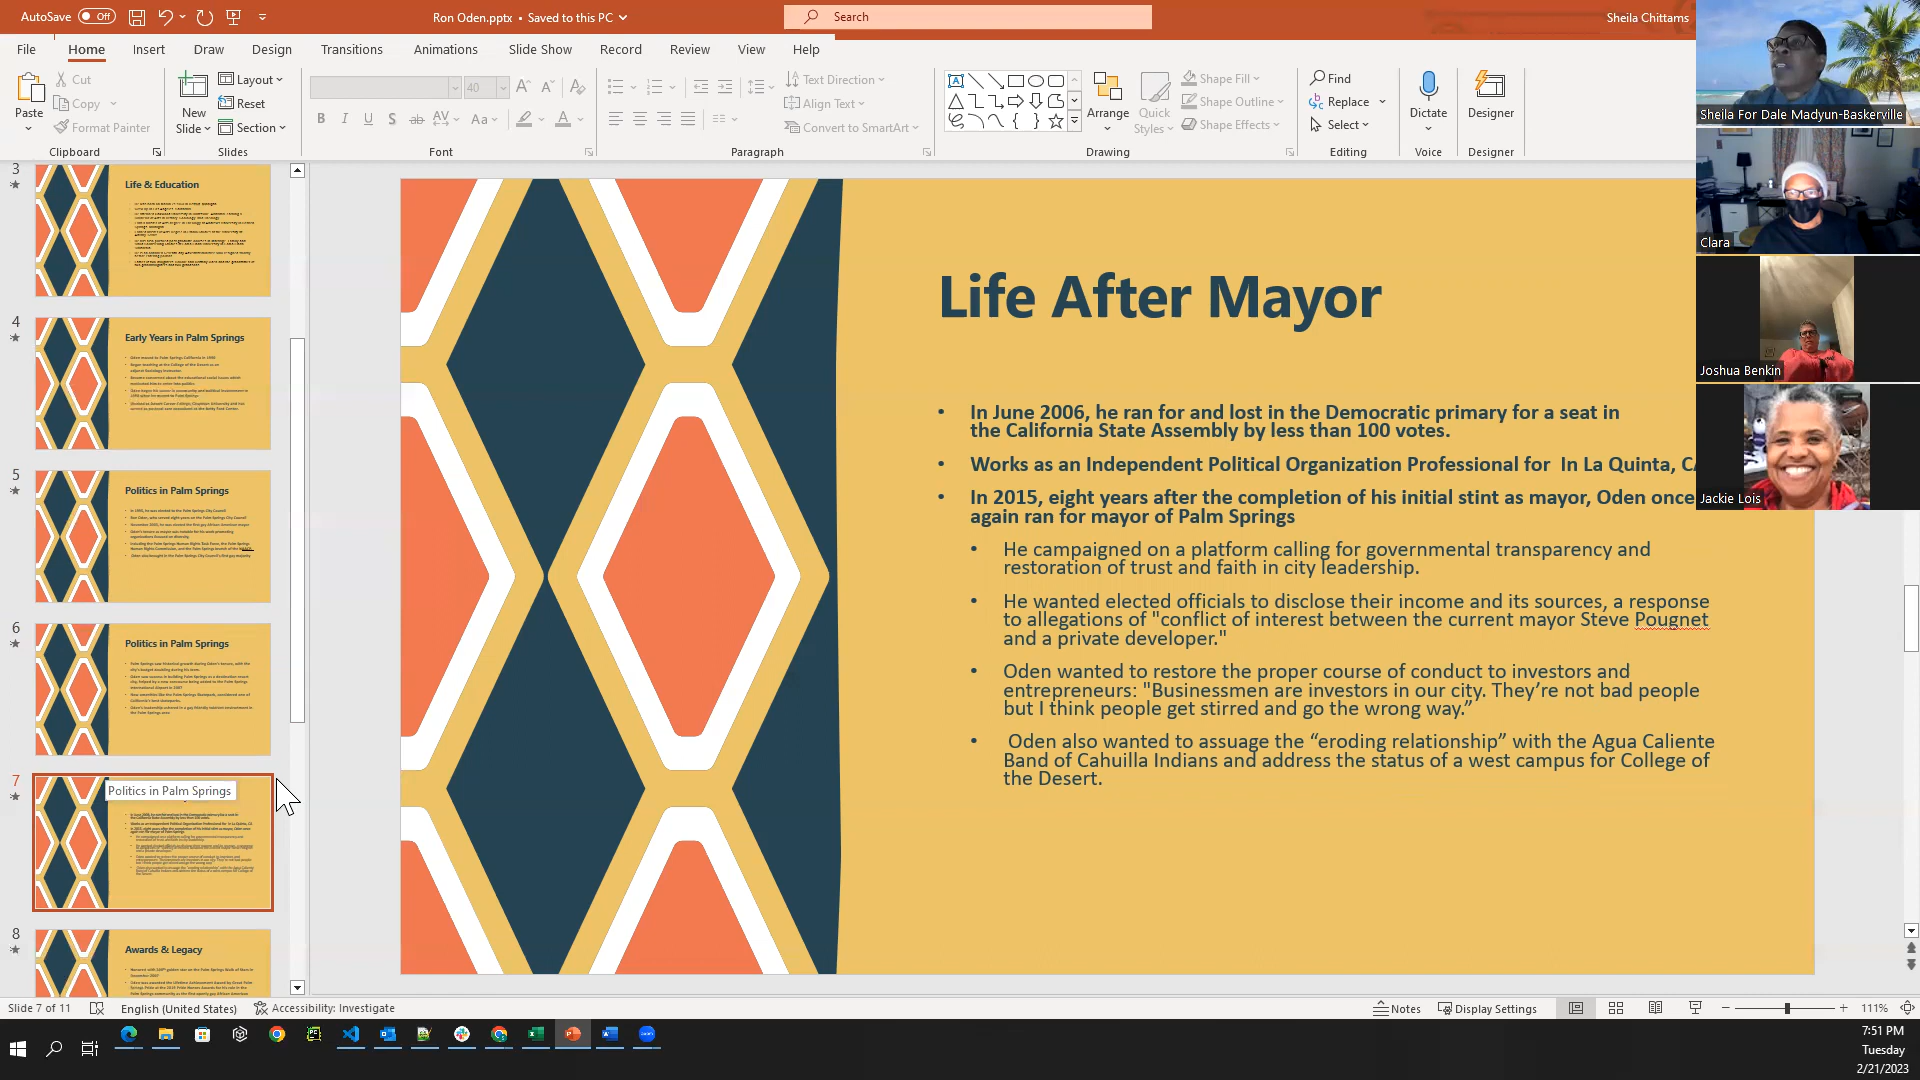 AutoSave Off
Ron Oden.pptx • Saved to this PC
Search
Sheila Chittams
File Home Insert Draw Design Transitions Animations Slide Show Record Review View Help
Paste
Cut
Copy
Format Painter
Clipboard
New
Slide
Layout
Reset
Section
Slides
40
Font
Text Direction
Align Text
Convert to SmartArt
Paragraph
Arrange
Quick
Styles
Shape Fill
Shape Outline
Shape Effects
Drawing
Find
Replace
Select
Editing
Dictate
Voice
Designer
Designer
Sheila For Dale Madyun-Baskerville
Clara
Joshua Benkin
Jackie Lois
3
Life & Education
4
Early Years in Palm Springs
5
Politics in Palm Springs
6
Politics in Palm Springs
7
Politics in Palm Springs
8
Awards & Legacy
Life After Mayor
• In June 2006, he ran for and lost in the Democratic primary for a seat in
the California State Assembly by less than 100 votes.
• Works as an Independent Political Organization Professional for In La Quinta,
• In 2015, eight years after the completion of his initial stint as mayor, Oden once
again ran for mayor of Palm Springs
• He campaigned on a platform calling for governmental transparency and
restoration of trust and faith in city leadership.
• He wanted elected officials to disclose their income and its sources, a response
to allegations of "conflict of interest between the current mayor Steve Pougnet
and a private developer."
• Oden wanted to restore the proper course of conduct to investors and
entrepreneurs: "Businessmen are investors in our city. They’re not bad people
but I think people get stirred and go the wrong way.”
• Oden also wanted to assuage the “eroding relationship” with the Agua Caliente
Band of Cahuilla Indians and address the status of a west campus for College of
the Desert.
Slide 7 of 11
English (United States)
Accessibility: Investigate
Notes
Display Settings
111%
7:51 PM
Tuesday
2/21/2023